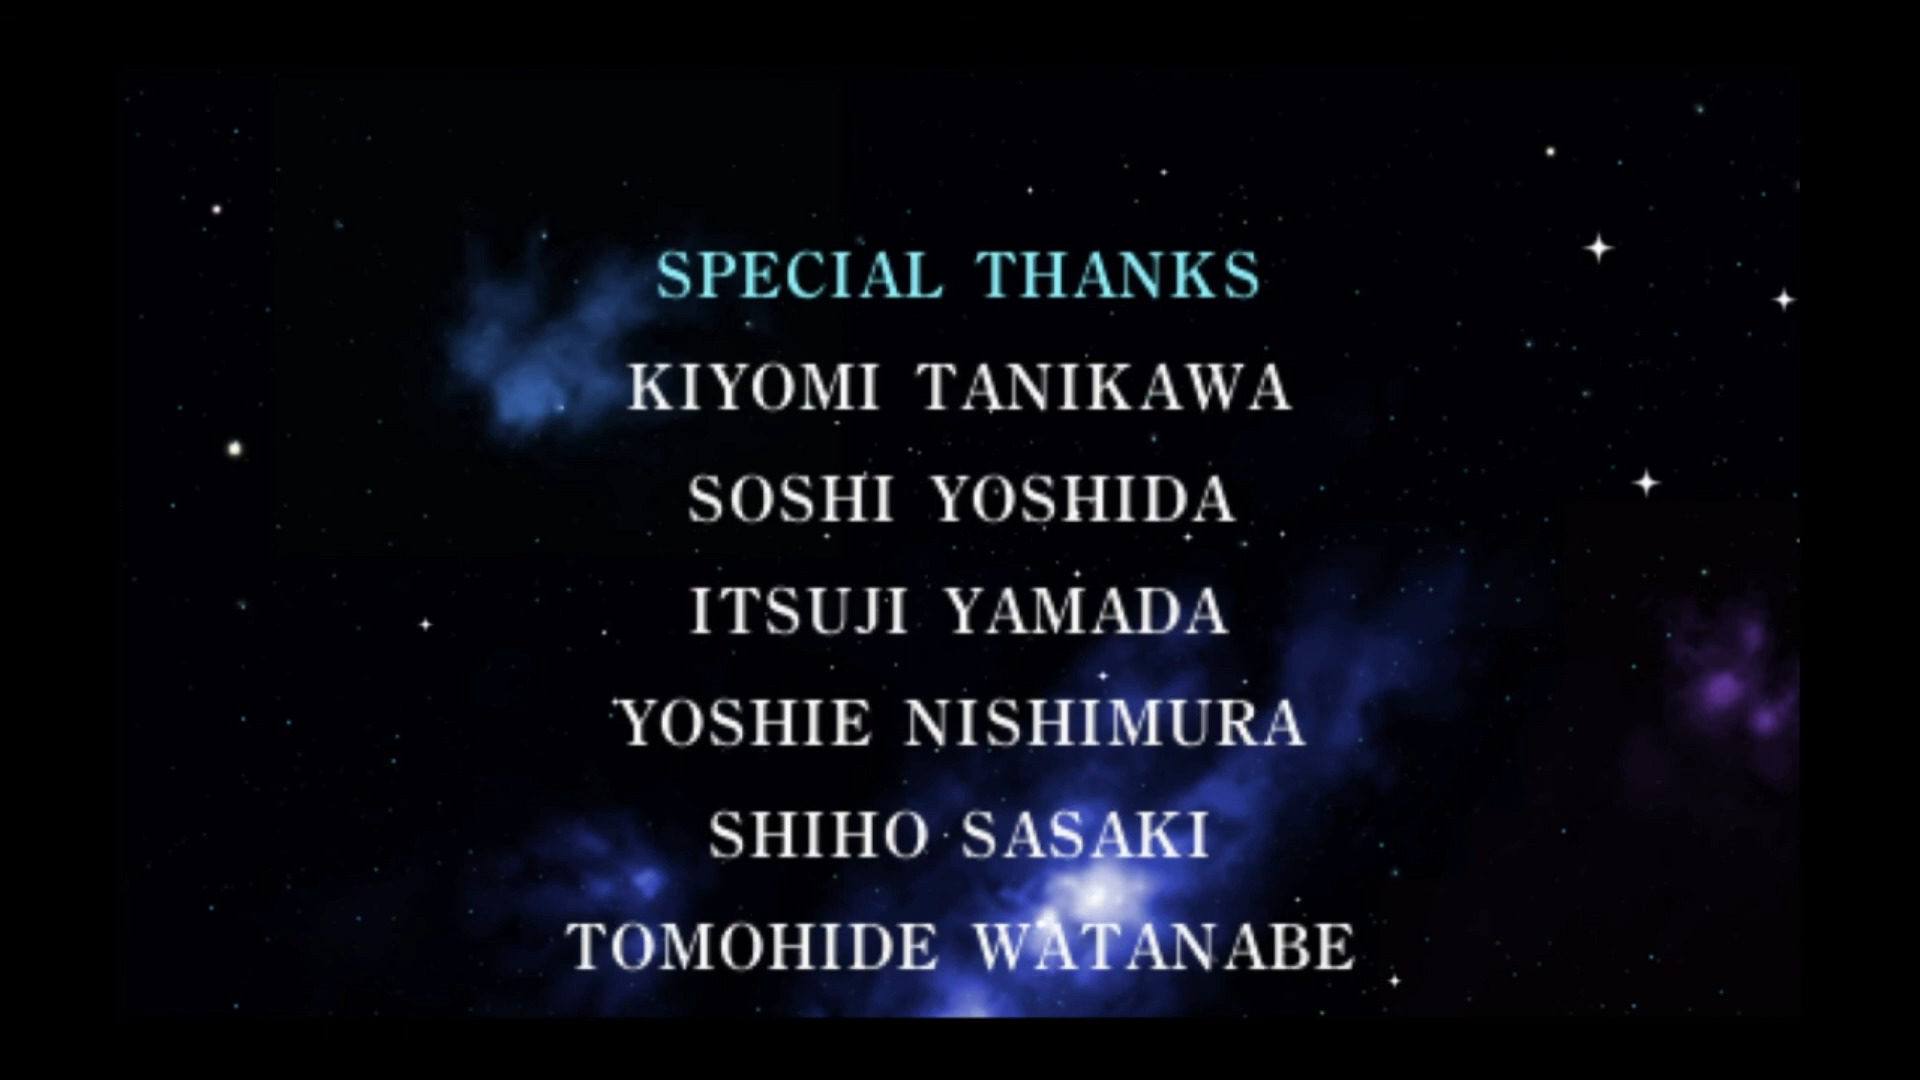 SPECIAL THANKS
KIYOMI TANIKAWA
SOSHI YOSHIDA
ITSUJI YAMADA
YOSHIE NISHIMURA
SHIHO SASAKI
TOMOHIDE WATANABE